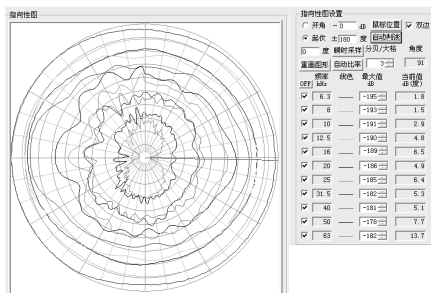 指向性图
指向性图设置
开角 -0 dB 鼠标位置 双边
起伏 ±180 度 自动判读
0 度 瞬时采样 分贝/大格 角度
重画图形 自动比率 3 91
频率 线色 最大值 当前值
OFF kHz dB dB(度)
6.3 -195 1.8
8 -193 1.5
10 -191 2.9
12.5 -190 4.8
16 -189 6.5
20 -186 4.9
25 -185 6.4
31.5 -182 5.3
40 -181 5.1
50 -178 7.7
63 -182 13.7